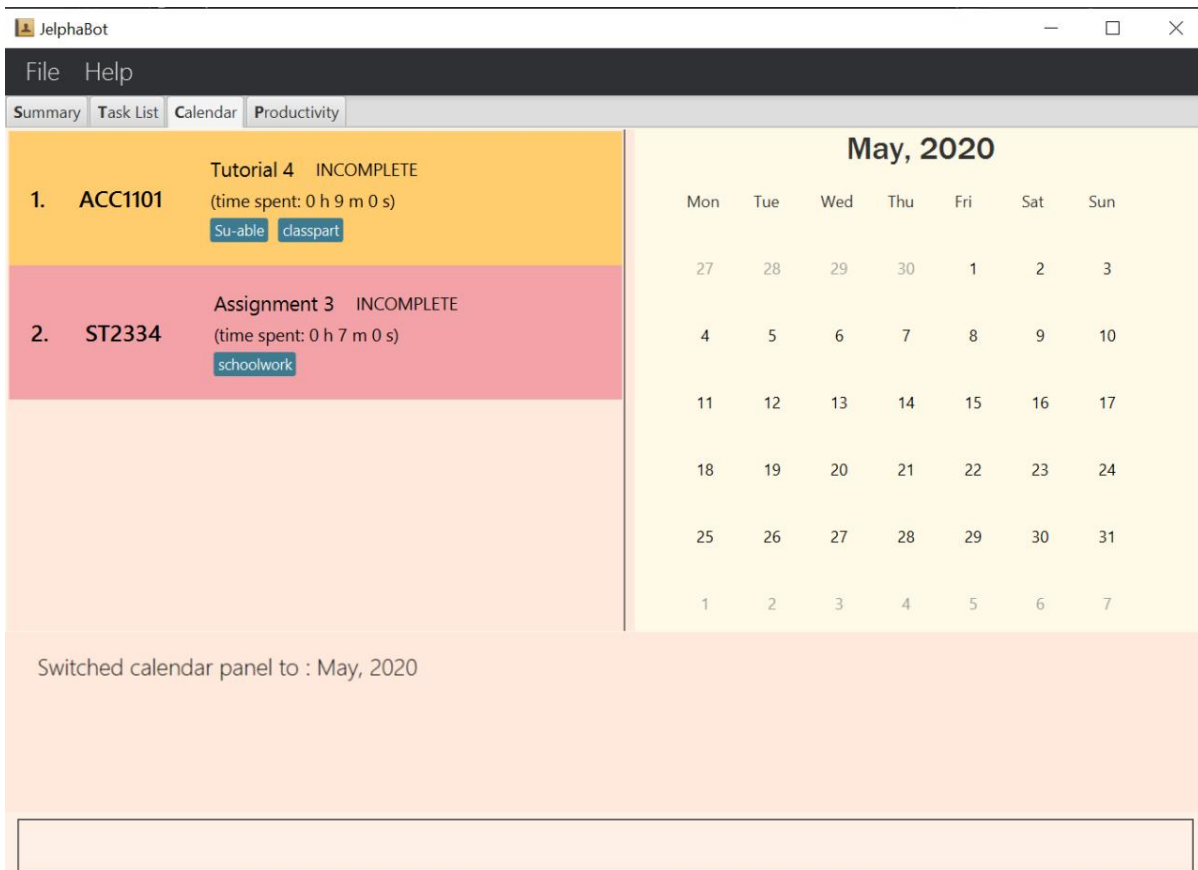 JelphaBot
File Help
Summary Task List Calendar Productivity
1. ACC1101 Tutorial 4 INCOMPLETE
(time spent: 0 h 9 m 0 s)
Su-able classpart
2. ST2334 Assignment 3 INCOMPLETE
(time spent: 0 h 7 m 0 s)
schoolwork
May, 2020
Mon Tue Wed Thu Fri Sat Sun
27 28 29 30 1 2 3
4 5 6 7 8 9 10
11 12 13 14 15 16 17
18 19 20 21 22 23 24
25 26 27 28 29 30 31
1 2 3 4 5 6 7
Switched calendar panel to : May, 2020